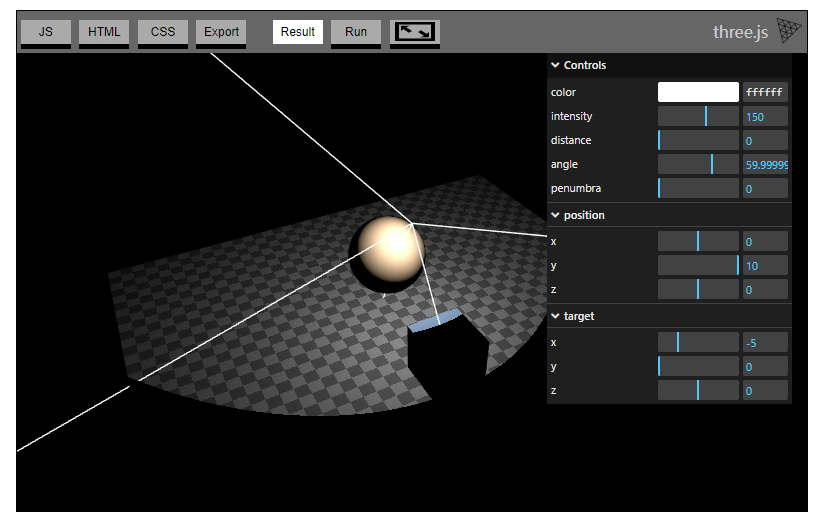 JS HTML CSS Export Result Run three.js
Controls
color ffffff
intensity 150
distance 0
angle 59.99999
penumbra 0
position
x 0
y 10
z 0
target
x -5
y 0
z 0